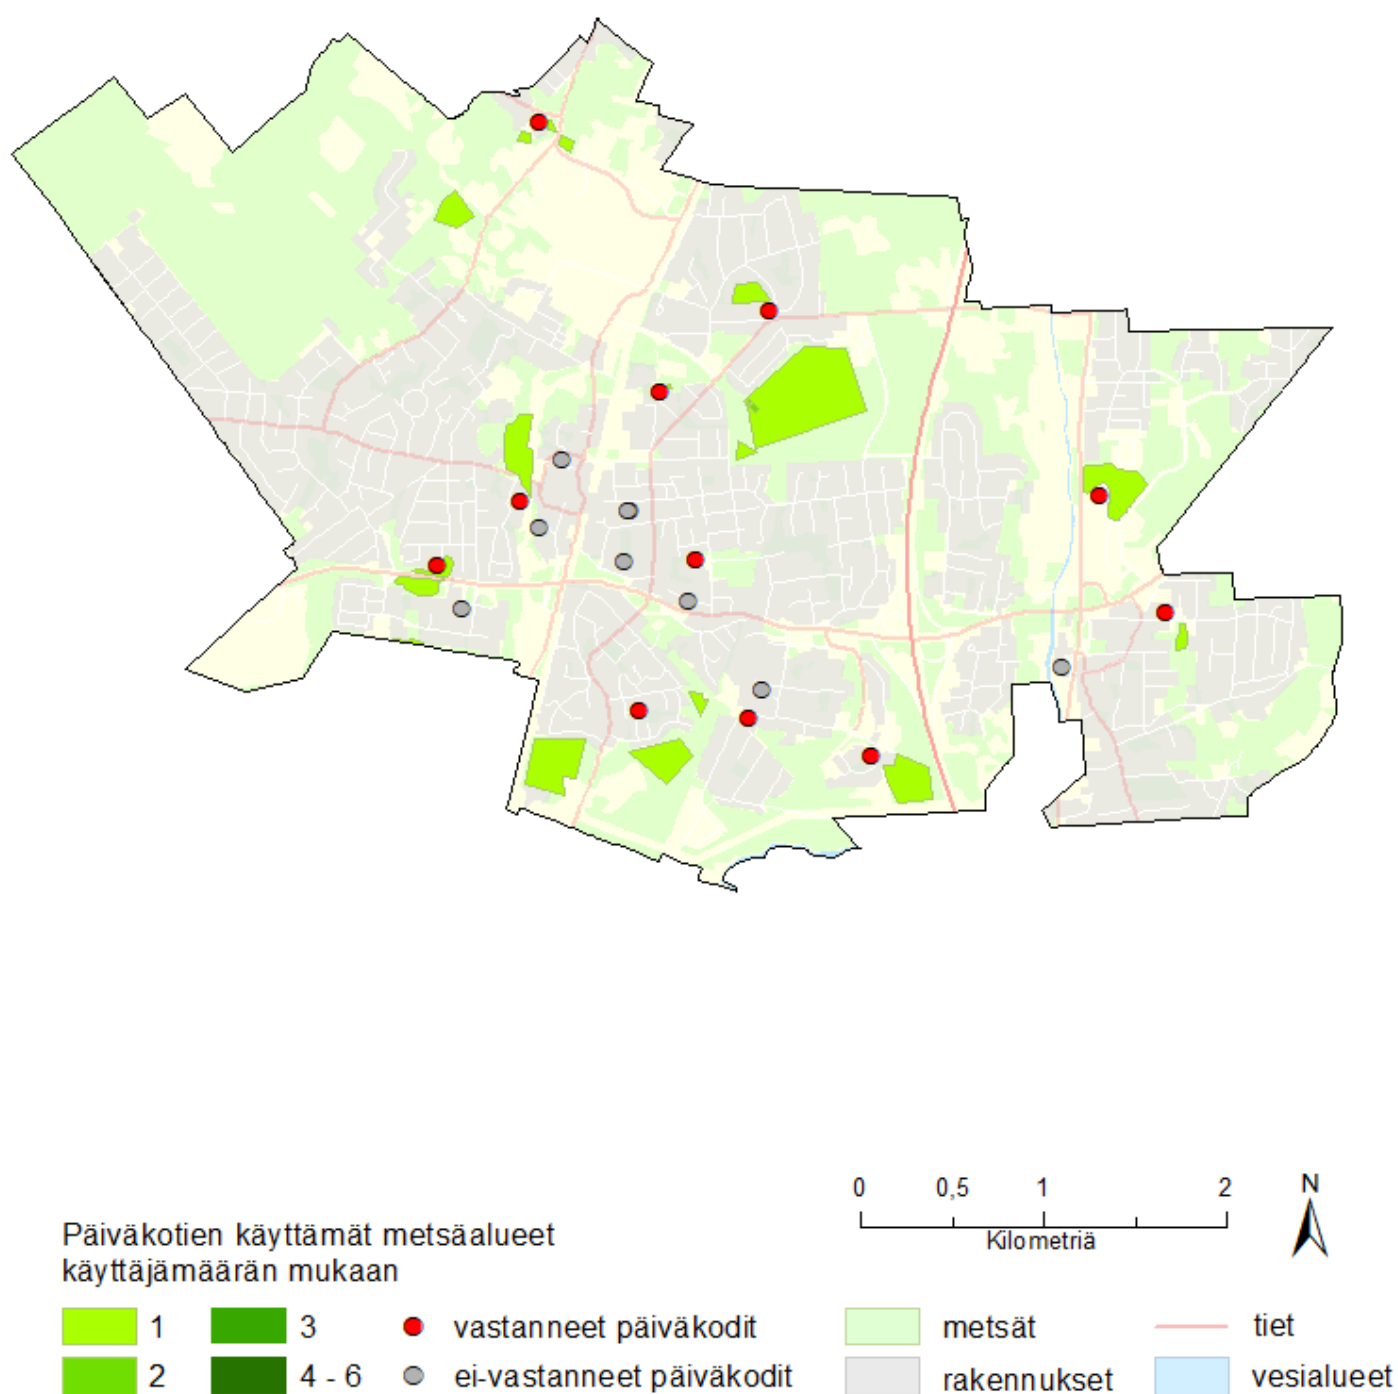 0 0,5 1 2
Kilometriä
N
Päiväkotien käyttämät metsäalueet
käyttäjämäärän mukaan
1 3 vastanneet päiväkodit metsät tiet
2 4 - 6 ei-vastanneet päiväkodit rakennukset vesialueet